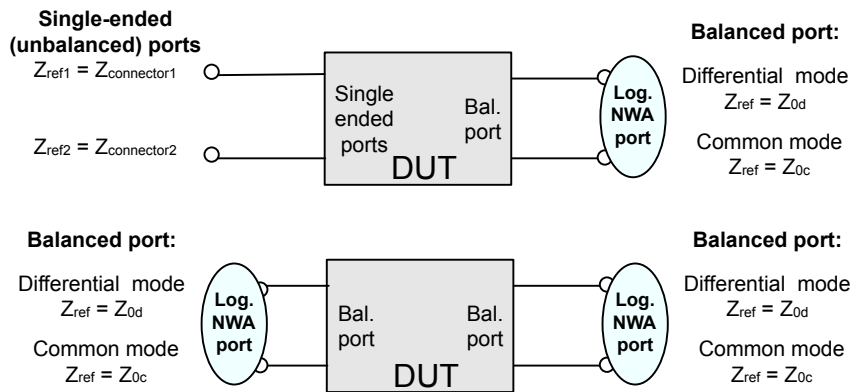 Single-ended
(unbalanced) ports
Zref1 = Zconnector1
Zref2 = Zconnector2
Single
ended
ports
Bal.
port
DUT
Log.
NWA
port
Balanced port:
Differential mode
Zref = Z0d
Common mode
Zref = Z0c
Balanced port:
Differential mode
Zref = Z0d
Common mode
Zref = Z0c
Log.
NWA
port
Bal.
port
Bal.
port
DUT
Log.
NWA
port
Balanced port:
Differential mode
Zref = Z0d
Common mode
Zref = Z0c